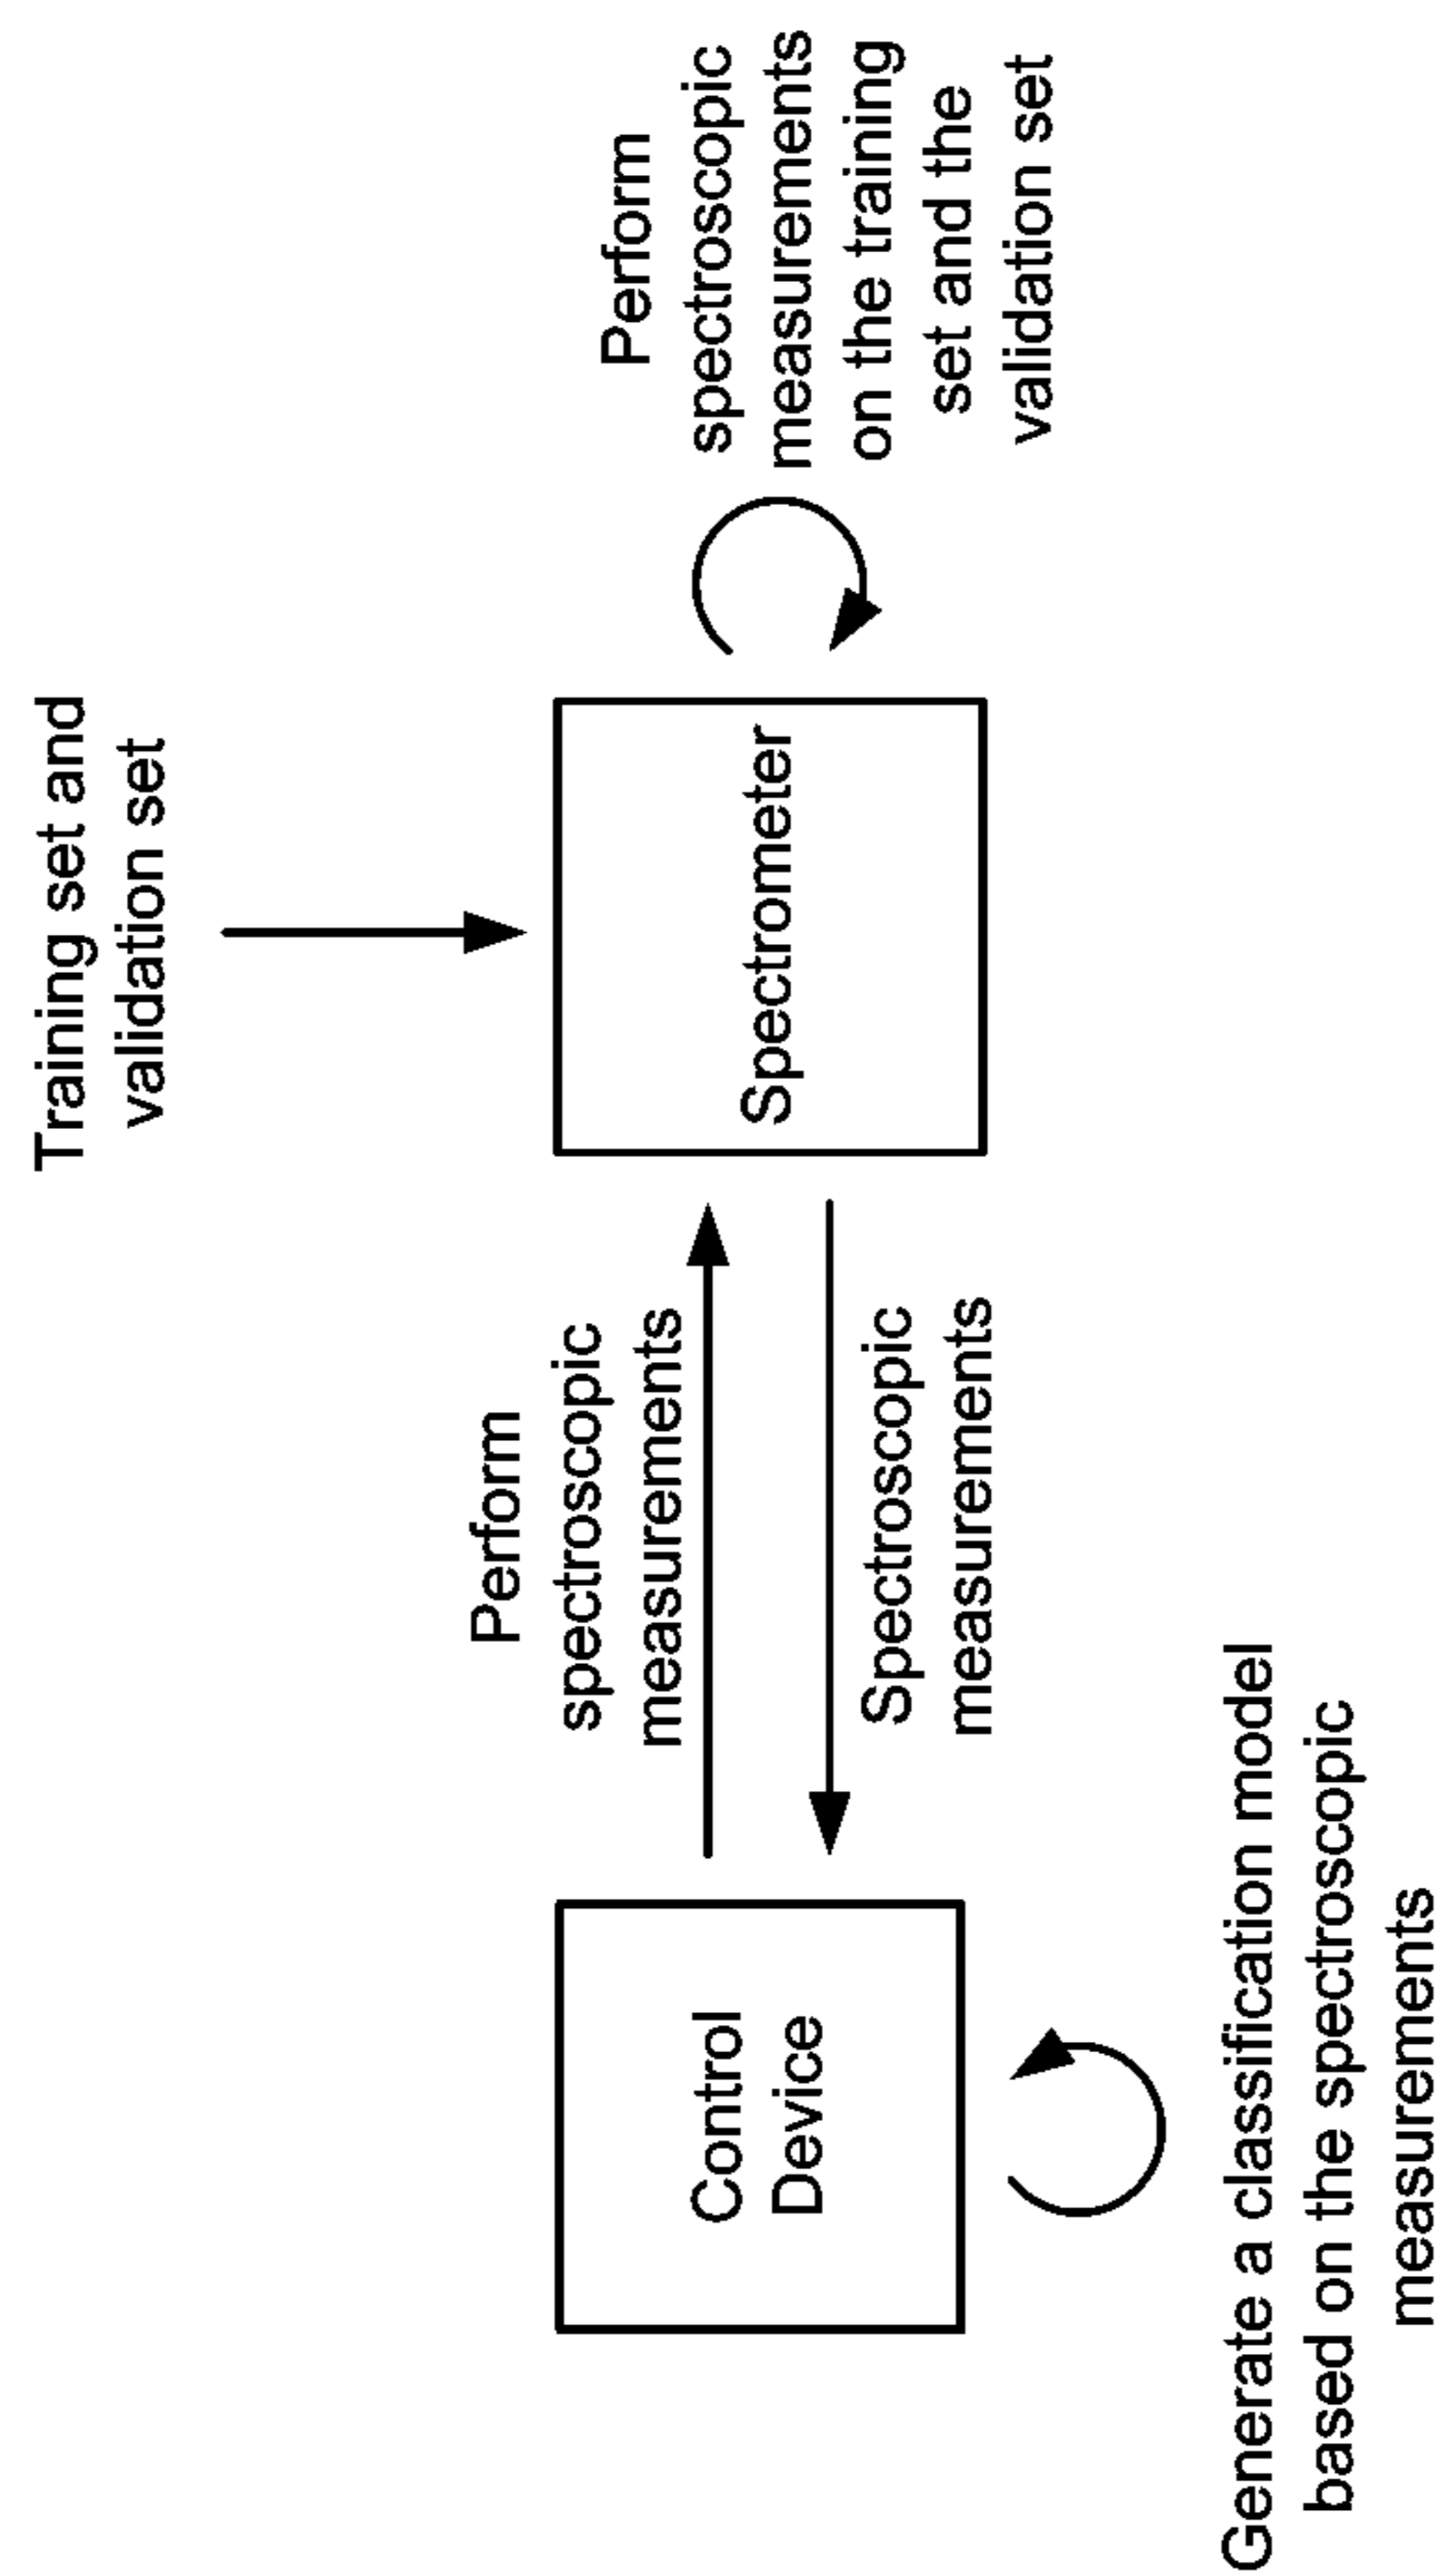 Training set and
validation set
Perform
spectroscopic
measurements
Control
Device
Spectrometer
Perform
spectroscopic
measurements
on the training
set and the
validation set
Spectroscopic
measurements
Generate a classification model
based on the spectroscopic
measurements